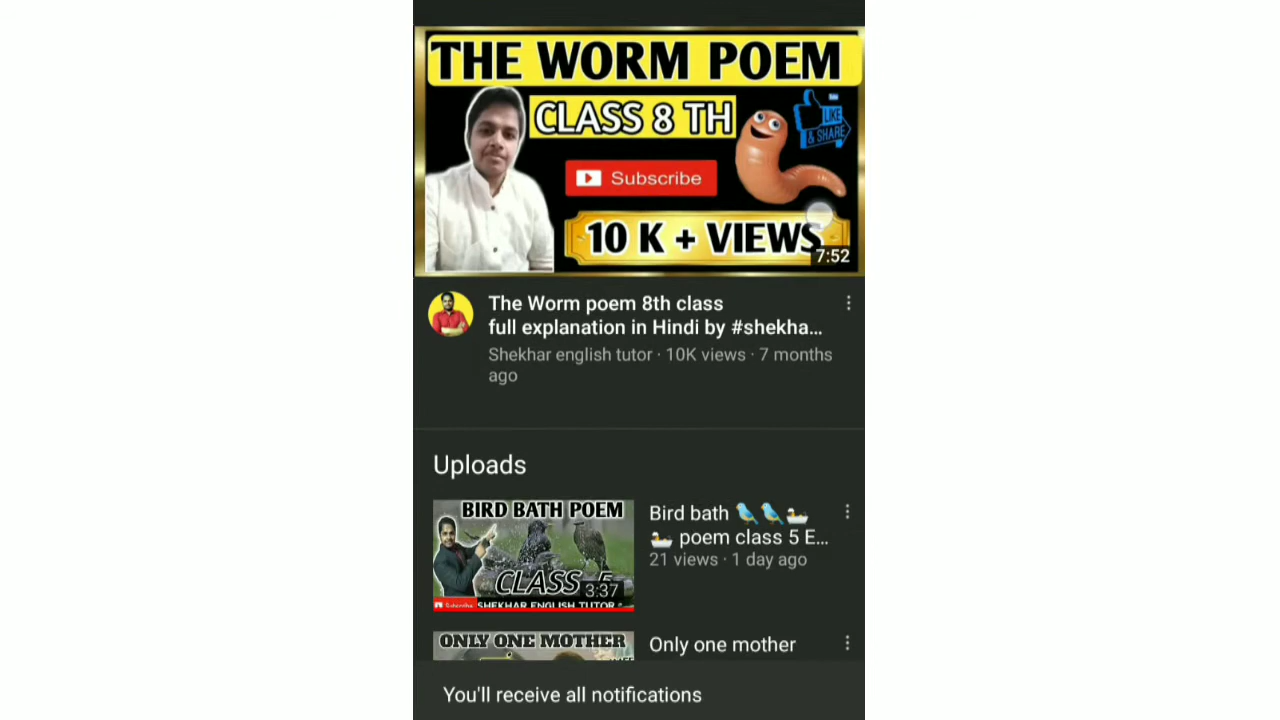 THE WORM POEM
CLASS 8 TH
LIKE
& SHARE
Subscribe
10 K + VIEWS
7:52
The Worm poem 8th class
full explanation in Hindi by #shekha...
Shekhar english tutor · 10K views · 7 months
ago
Uploads
BIRD BATH POEM
CLASS 5
3:37
Subscribe
SHEKHAR ENGLISH TUTOR
Bird bath 🐦🐦🛀
🛀 poem class 5 E...
21 views · 1 day ago
ONLY ONE MOTHER
Only one mother
You'll receive all notifications